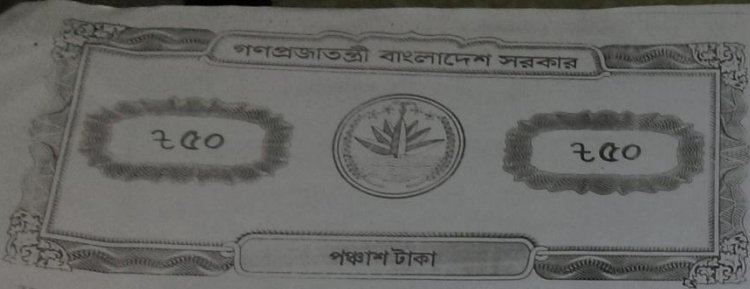 গণপ্রজাতন্ত্রী বাংলাদেশ সরকার
৳ ৫০ ৳ ৫০
পঞ্চাশ টাকা